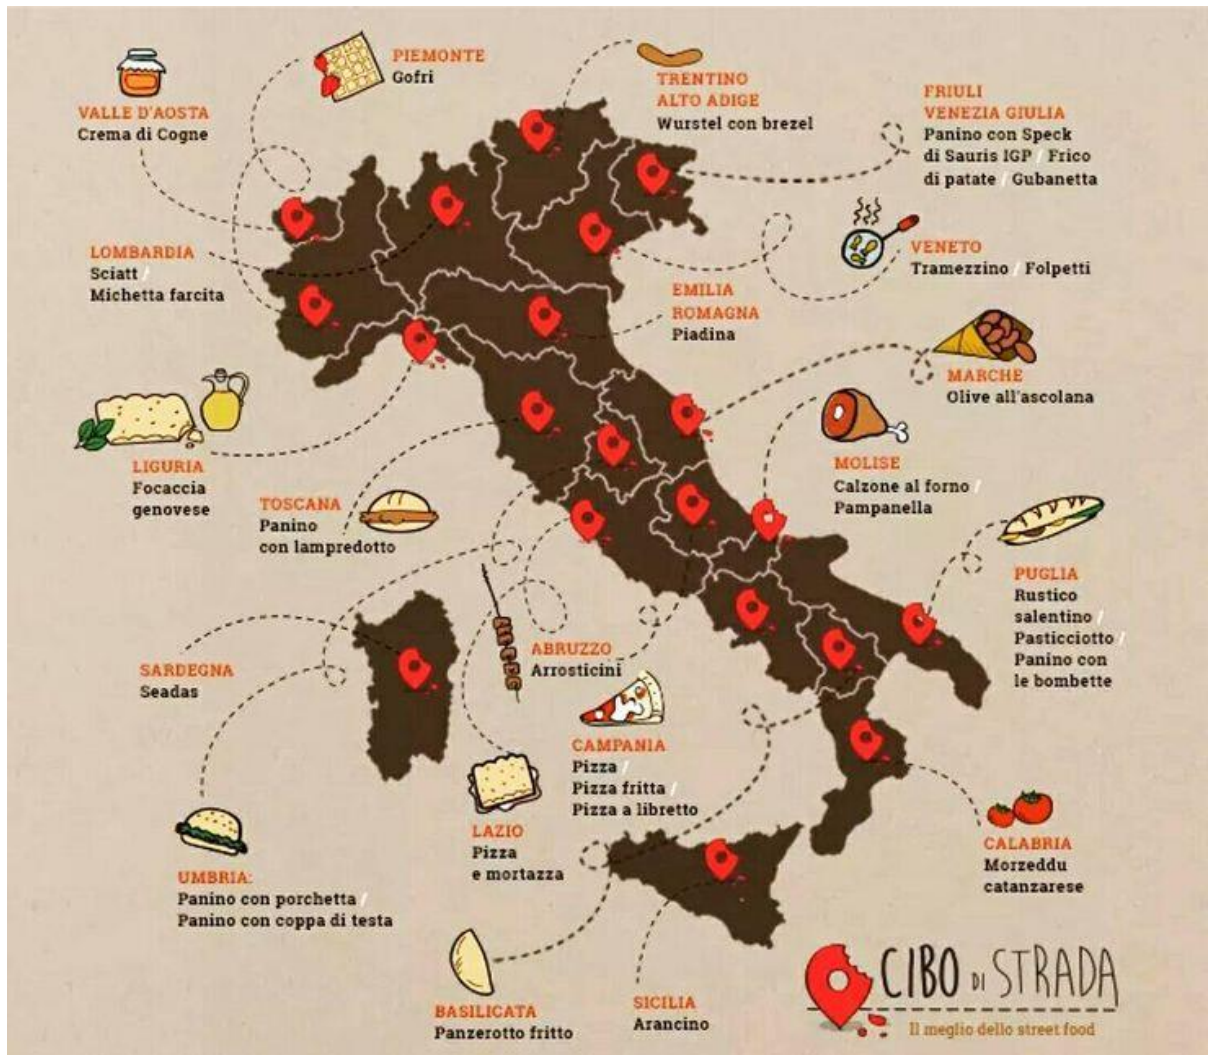 PIEMONTE
Gofri
TRENTINO
ALTO ADIGE
Wurstel con brezel
FRIULI
VENEZIA GIULIA
Panino con Speck
di Sauris IGP / Frico
di patate / Gubanetta
VALLE D'AOSTA
Crema di Cogne
LOMBARDIA
Sciatt /
Michetta farcita
VENETO
Tramezzino / Folpetti
EMILIA
ROMAGNA
Piadina
MARCHE
Olive all'ascolana
LIGURIA
Focaccia
genovese
MOLISE
Calzone al forno /
Pampanella
TOSCANA
Panino
con lampredotto
PUGLIA
Rustico
salentino /
Pasticciotto /
Panino con
le bombette
SARDEGNA
Seadas
ABRUZZO
Arrosticini
CAMPANIA
Pizza /
Pizza fritta /
Pizza a libretto
LAZIO
Pizza
e mortazza
CALABRIA
Morzeddu
catanzarese
UMBRIA:
Panino con porchetta /
Panino con coppa di testa
BASILICATA
Panzerotto fritto
SICILIA
Arancino
CIBO DI STRADA
Il meglio dello street food